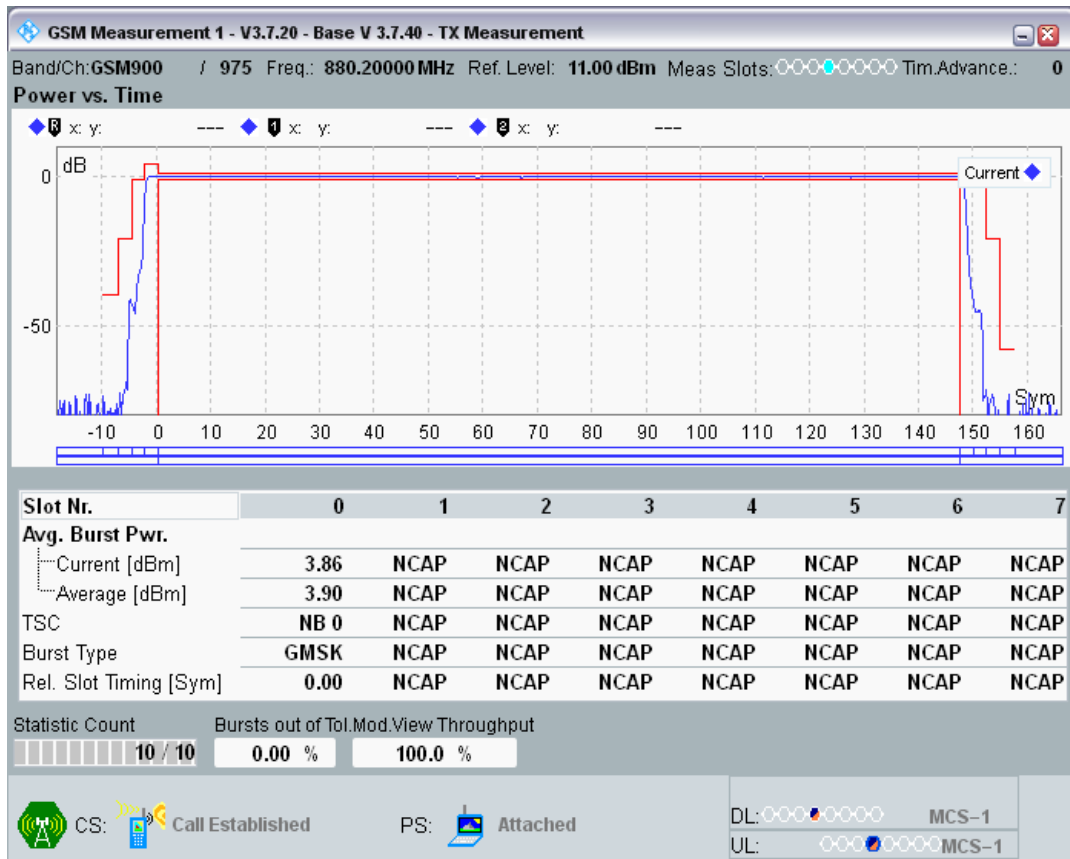 GSM Measurement 1 - V3.7.20 - Base V 3.7.40 - TX Measurement
Band/Ch:GSM900 / 975 Freq.: 880.20000 MHz Ref. Level: 11.00 dBm Meas Slots: Tim.Advance.: 0
Power vs. Time
R x: y: --- 1 x: y: --- 2 x: y: ---
dB
Current
0
-50
Sym
-10 0 10 20 30 40 50 60 70 80 90 100 110 120 130 140 150 160
Slot Nr. 0 1 2 3 4 5 6 7
Avg. Burst Pwr.
Current [dBm] 3.86 NCAP NCAP NCAP NCAP NCAP NCAP NCAP
Average [dBm] 3.90 NCAP NCAP NCAP NCAP NCAP NCAP NCAP
TSC NB 0 NCAP NCAP NCAP NCAP NCAP NCAP NCAP
Burst Type GMSK NCAP NCAP NCAP NCAP NCAP NCAP NCAP
Rel. Slot Timing [Sym] 0.00 NCAP NCAP NCAP NCAP NCAP NCAP NCAP
Statistic Count Bursts out of Tol. Mod.View Throughput
10 / 10 0.00 % 100.0 %
CS: Call Established PS: Attached
DL: MCS-1
UL: MCS-1